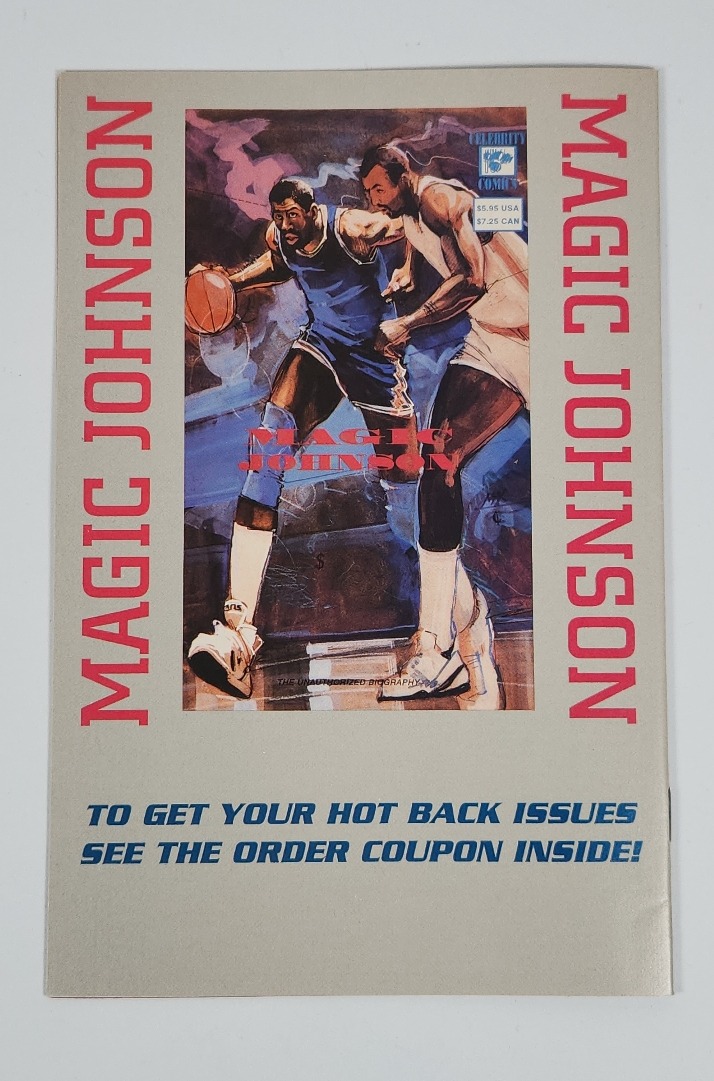 MAGIC JOHNSON
CELEBRITY
COMICS
$5.95 USA
$7.25 CAN
MAGIC
JOHNSON
$
THE UNAUTHORIZED BIOGRAPHY
MAGIC JOHNSON
TO GET YOUR HOT BACK ISSUES
SEE THE ORDER COUPON INSIDE!